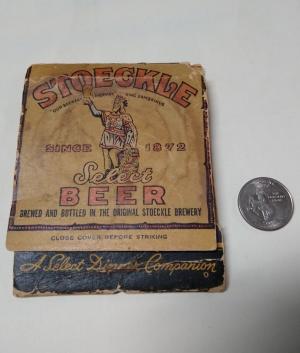 STOECKLE
SINCE 1872
Select
BEER
BREWED AND BOTTLED IN THE ORIGINAL STOECKLE BREWERY
CLOSE COVER BEFORE STRIKING
A Select Dinner Companion